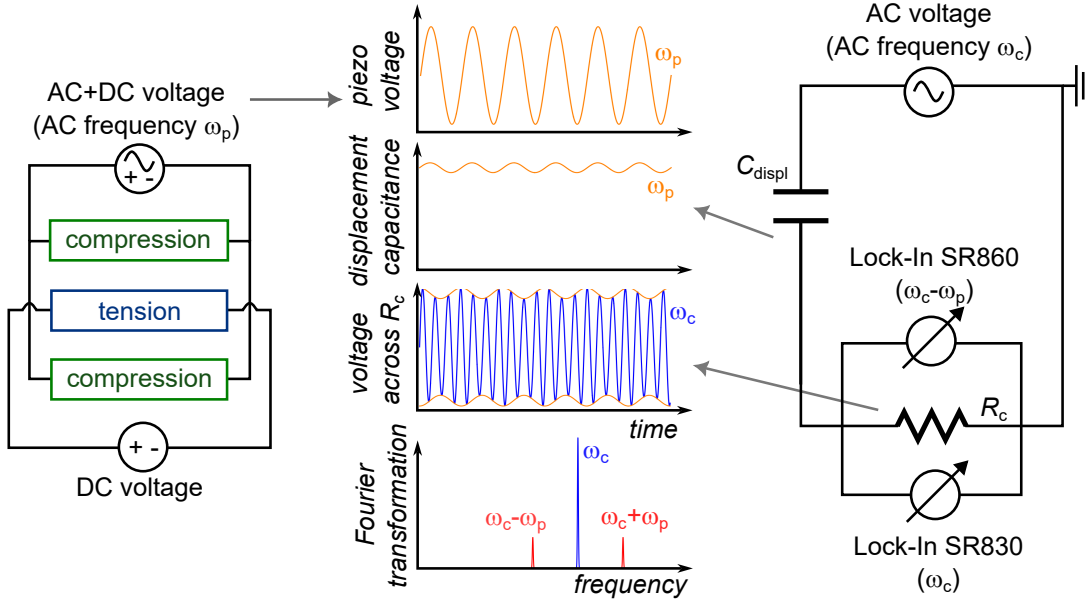 AC+DC voltage
(AC frequency ωp)
+ -
compression
tension
compression
+ -
DC voltage
piezo
voltage
ωp
displacement
capacitance
ωp
voltage
across Rc
ωc
time
Fourier
transformation
ωc
ωc-ωp
ωc+ωp
frequency
AC voltage
(AC frequency ωc)
Cdispl
Lock-In SR860
(ωc-ωp)
Rc
Lock-In SR830
(ωc)